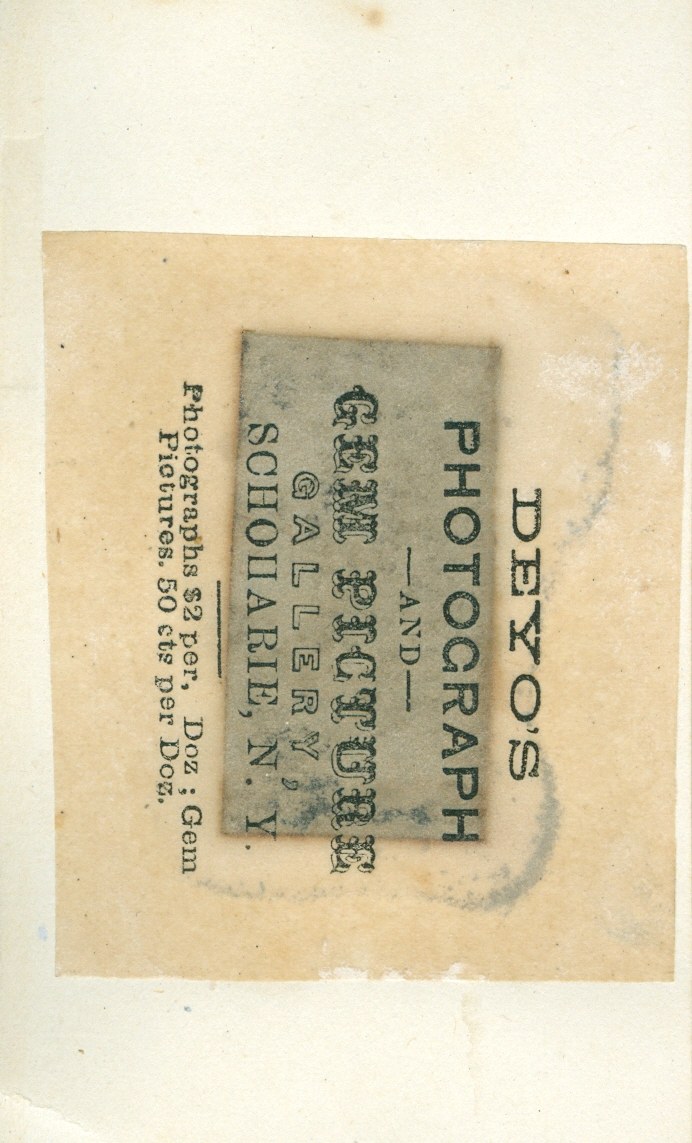 DEYO'S
PHOTOGRAPH
—AND—
GEM PICTURE
GALLERY,
SCHOHARIE, N. Y.
Photographs $2 per, Doz; Gem
Pictures. 50 cts per Doz.